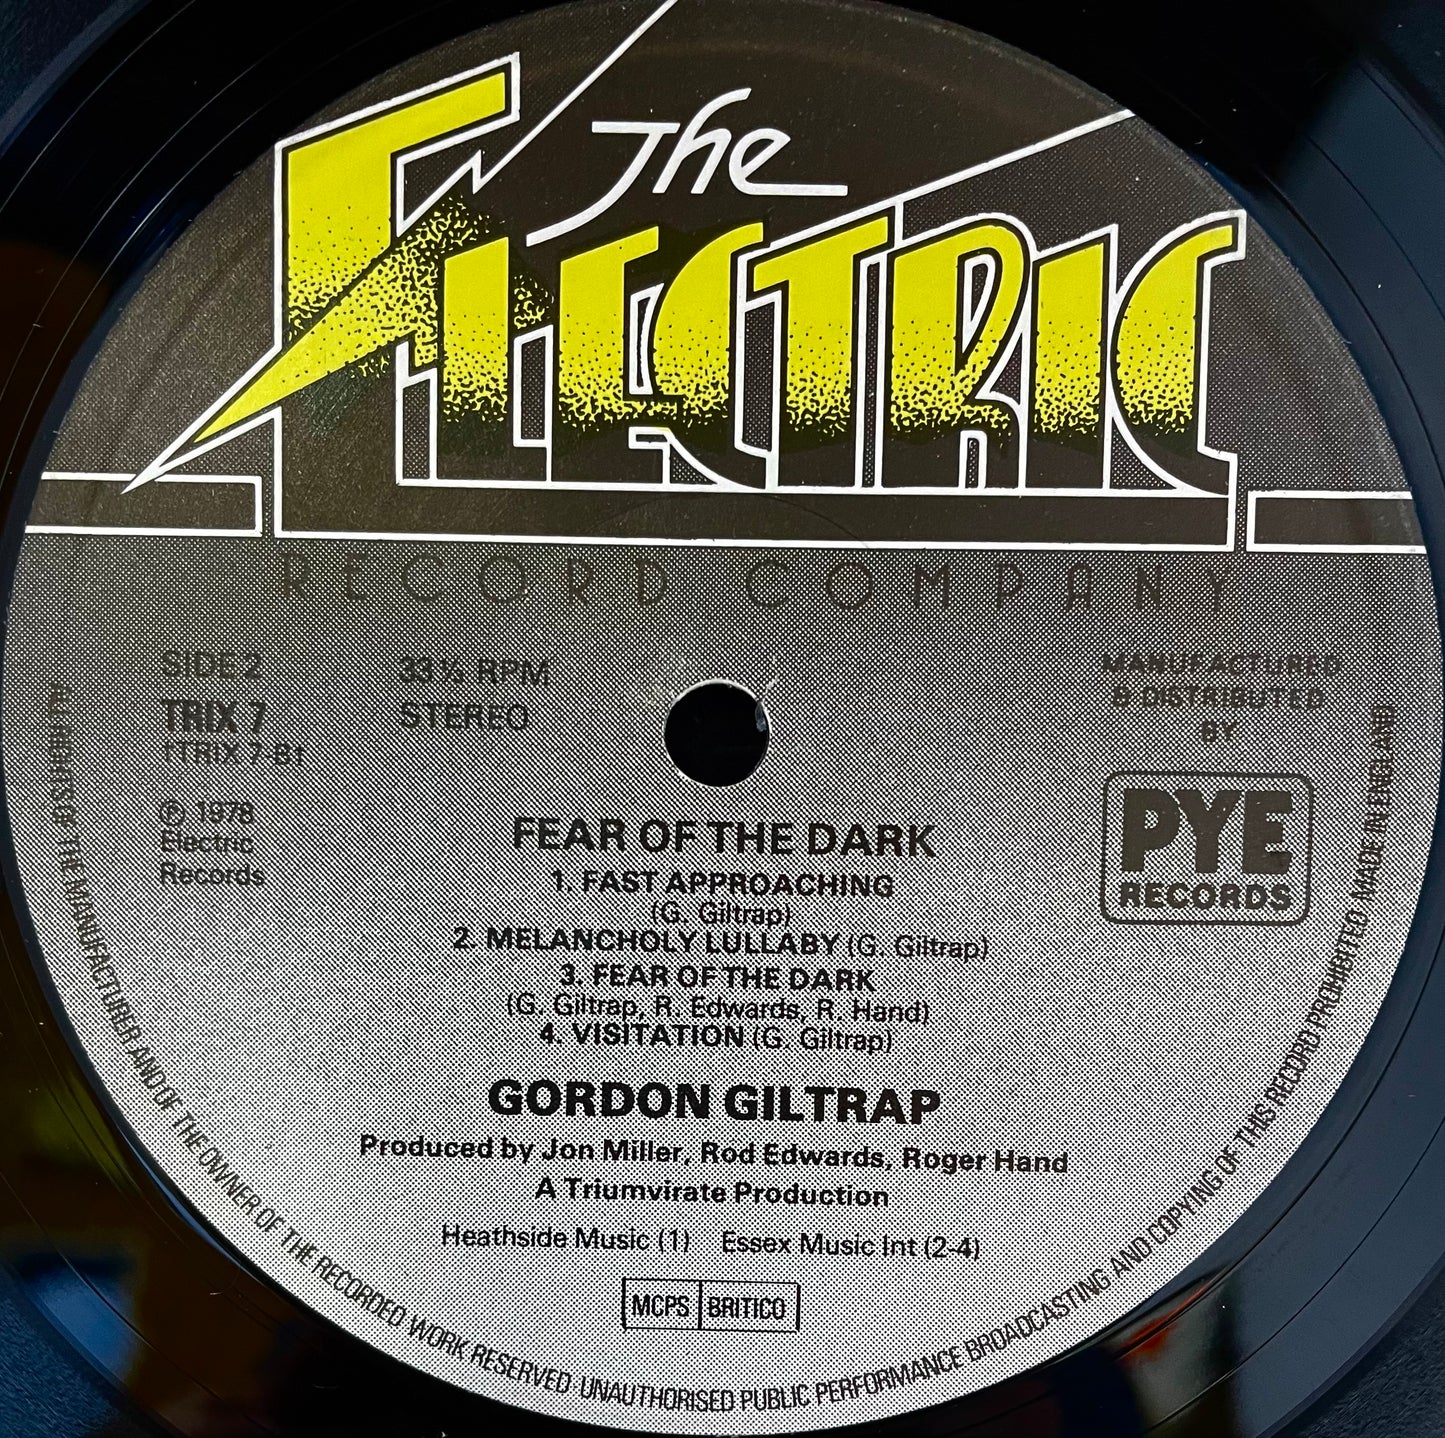 The
ELECTRIC
RECORD COMPANY
SIDE 2
TRIX 7
(TRIX 7-B)
33⅓ RPM
STEREO
MANUFACTURED
& DISTRIBUTED
BY
PYE
RECORDS
Ⓟ 1978
Electric
Records
FEAR OF THE DARK
1. FAST APPROACHING
(G. Giltrap)
2. MELANCHOLY LULLABY (G. Giltrap)
3. FEAR OF THE DARK
(G. Giltrap, R. Edwards, R. Hand)
4. VISITATION (G. Giltrap)
GORDON GILTRAP
Produced by Jon Miller, Rod Edwards, Roger Hand
A Triumvirate Production
Heathside Music (1) Essex Music Int (2-4)
MCPS BRITICO
ALL RIGHTS OF THE MANUFACTURER AND OF THE OWNER OF THE RECORDED WORK RESERVED UNAUTHORISED PUBLIC PERFORMANCE BROADCASTING AND COPYING OF THIS RECORD PROHIBITED MADE IN ENGLAND